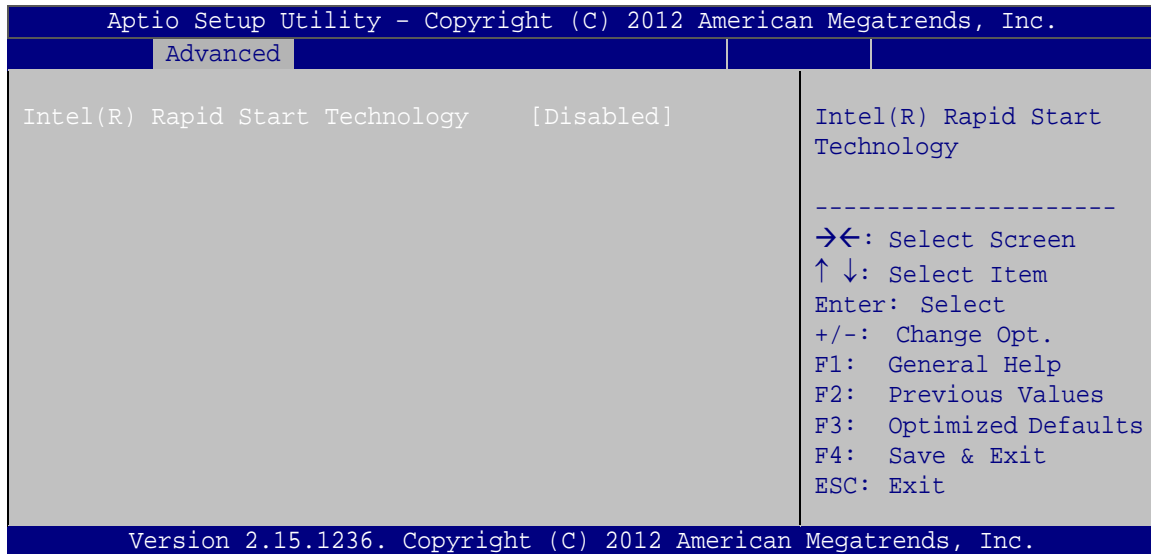 Aptio Setup Utility – Copyright (C) 2012 American Megatrends, Inc.
Advanced
Intel(R) Rapid Start Technology [Disabled]
Intel(R) Rapid Start
Technology
---------------------
→←: Select Screen
↑ ↓: Select Item
Enter: Select
+/-: Change Opt.
F1: General Help
F2: Previous Values
F3: Optimized Defaults
F4: Save & Exit
ESC: Exit
Version 2.15.1236. Copyright (C) 2012 American Megatrends, Inc.